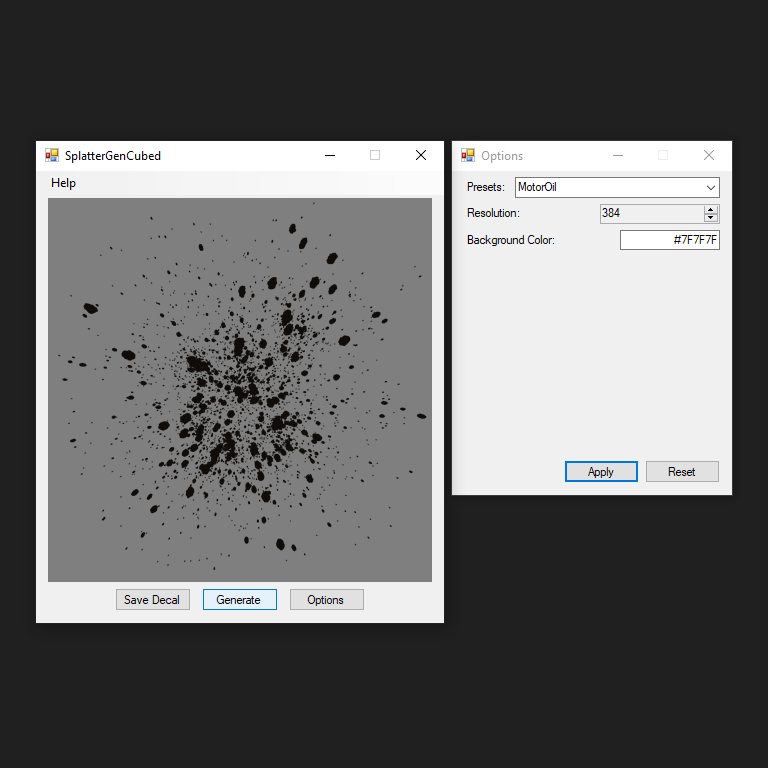 SplatterGenCubed
Help
Save Decal Generate Options
Options
Presets: MotorOil
Resolution: 384
Background Color: #7F7F7F
Apply Reset